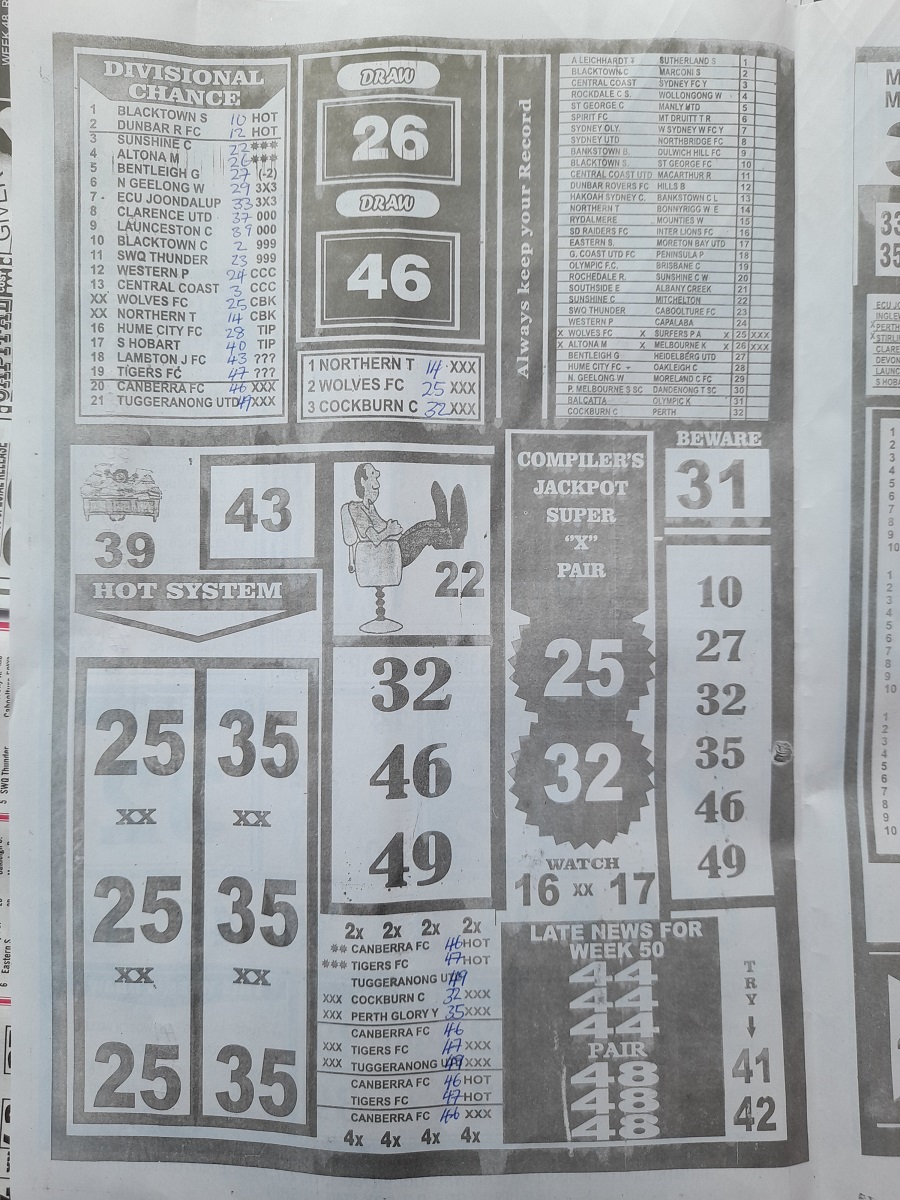 DIVISIONAL
CHANCE
1 BLACKTOWN S 10 HOT
2 DUNBAR R FC 12 HOT
3 SUNSHINE C 22 ***
4 ALTONA M 26 ***
5 BENTLEIGH G 27 (-2)
6 N GEELONG W 29 3X3
7 - ECU JOONDALUP 33 3X3
8 CLARENCE UTD 37 000
9 LAUNCESTON C 39 000
10 BLACKTOWN C 2 999
11 SWQ THUNDER 23 999
12 WESTERN P 24 CCC
13 CENTRAL COAST 3 CCC
XX WOLVES FC 25 CBK
XX NORTHERN T 14 CBK
16 HUME CITY FC 28 TIP
17 S HOBART 40 TIP
18 LAMBTON J FC 43 ???
19 TIGERS FC 47 ???
20 CANBERRA FC 46 XXX
21 TUGGERANONG UTD 49 XXX
DRAW
26
DRAW
46
1 NORTHERN T 14 XXX
2 WOLVES FC 25 XXX
3 COCKBURN C 32 XXX
Always keep your Record
A LEICHHARDT T SUTHERLAND S 1
BLACKTOWN C MARCONI S 2
CENTRAL COAST SYDNEY FC Y 3
ROCKDALE C S. WOLLONGONG W 4
ST GEORGE C MANLY UTD 5
SPIRIT FC MT DRUITT T R 6
SYDNEY OLY. W SYDNEY W FC Y 7
SYDNEY UTD NORTHBRIDGE FC 8
BANKSTOWN B. DULWICH HILL FC 9
BLACKTOWN S. ST GEORGE FC 10
CENTRAL COAST UTD MACARTHUR R 11
DUNBAR ROVERS FC HILLS B 12
HAKOAH SYDNEY C. BANKSTOWN C L 13
NORTHERN T BONNYRIGG W E 14
RYDALMERE MOUNTIES W 15
SD RAIDERS FC INTER LIONS FC 16
EASTERN S. MORETON BAY UTD 17
G. COAST UTD FC PENINSULA P 18
OLYMPIC F.C. BRISBANE C 19
ROCHEDALE R. SUNSHINE C W 20
SOUTHSIDE E ALBANY CREEK 21
SUNSHINE C MITCHELTON 22
SWQ THUNDER CABOOLTURE FC 23
WESTERN P CAPALABA 24
X WOLVES FC X SURFERS P A X 25 XXX
X ALTONA M X MELBOURNE K X 26 XXX
BENTLEIGH G HEIDELBERG UTD 27
HUME CITY FC - OAKLEIGH C 28
N. GEELONG W MORELAND C FC 29
P. MELBOURNE S SC DANDENONG T SC 30
BALCATTA OLYMPIC K 31
COCKBURN C PERTH 32
39
43
22
HOT SYSTEM
25 35
XX XX
25 35
XX XX
25 35
32
46
49
COMPILER'S
JACKPOT
SUPER
"X"
PAIR
25
32
WATCH
16 XX 17
BEWARE
31
10
27
32
35
46
49
2x 2x 2x 2x
** CANBERRA FC 46 HOT
*** TIGERS FC 47 HOT
TUGGERANONG U 49
XXX COCKBURN C 32 XXX
XXX PERTH GLORY Y 35 XXX
CANBERRA FC 46
XXX TIGERS FC 47 XXX
XXX TUGGERANONG U 49 XXX
CANBERRA FC 46 HOT
TIGERS FC 47 HOT
CANBERRA FC 46 XXX
4x 4x 4x 4x
LATE NEWS FOR
WEEK 50
44
44
44
PAIR
48
48
48
TRY
41
42
33
35